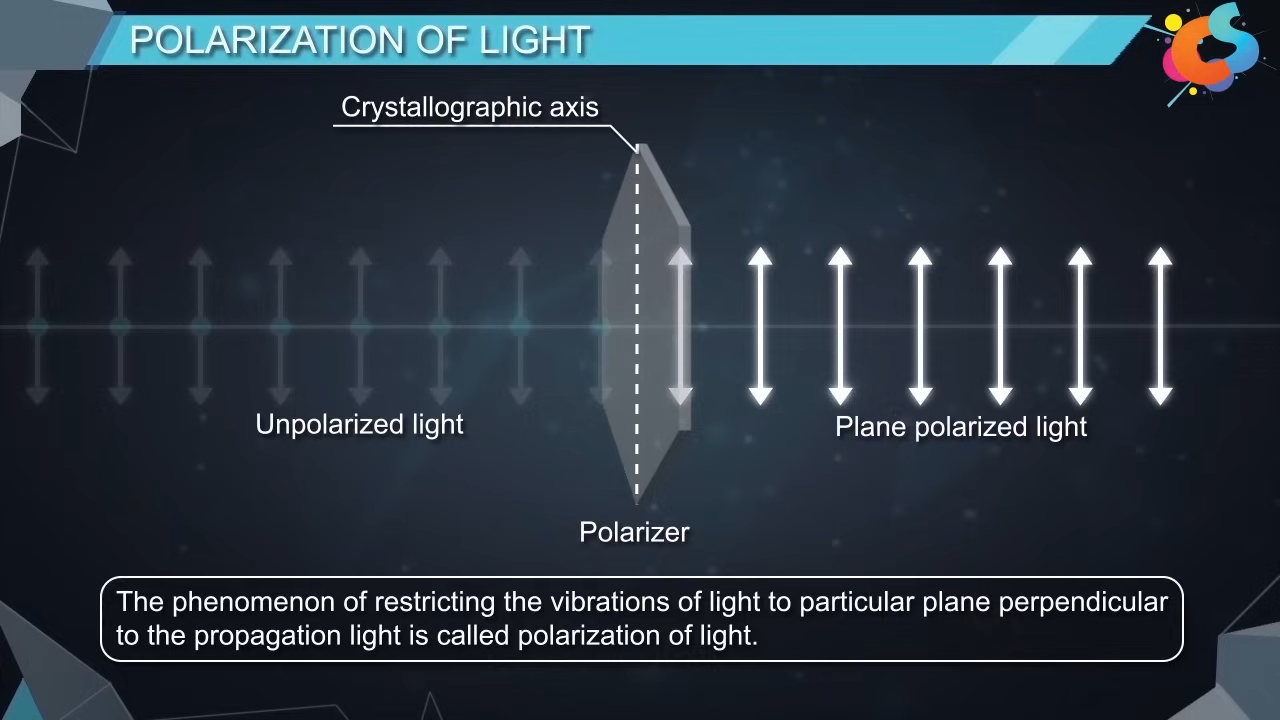 POLARIZATION OF LIGHT
CS
Crystallographic axis
Unpolarized light
Plane polarized light
Polarizer
The phenomenon of restricting the vibrations of light to particular plane perpendicular
to the propagation light is called polarization of light.